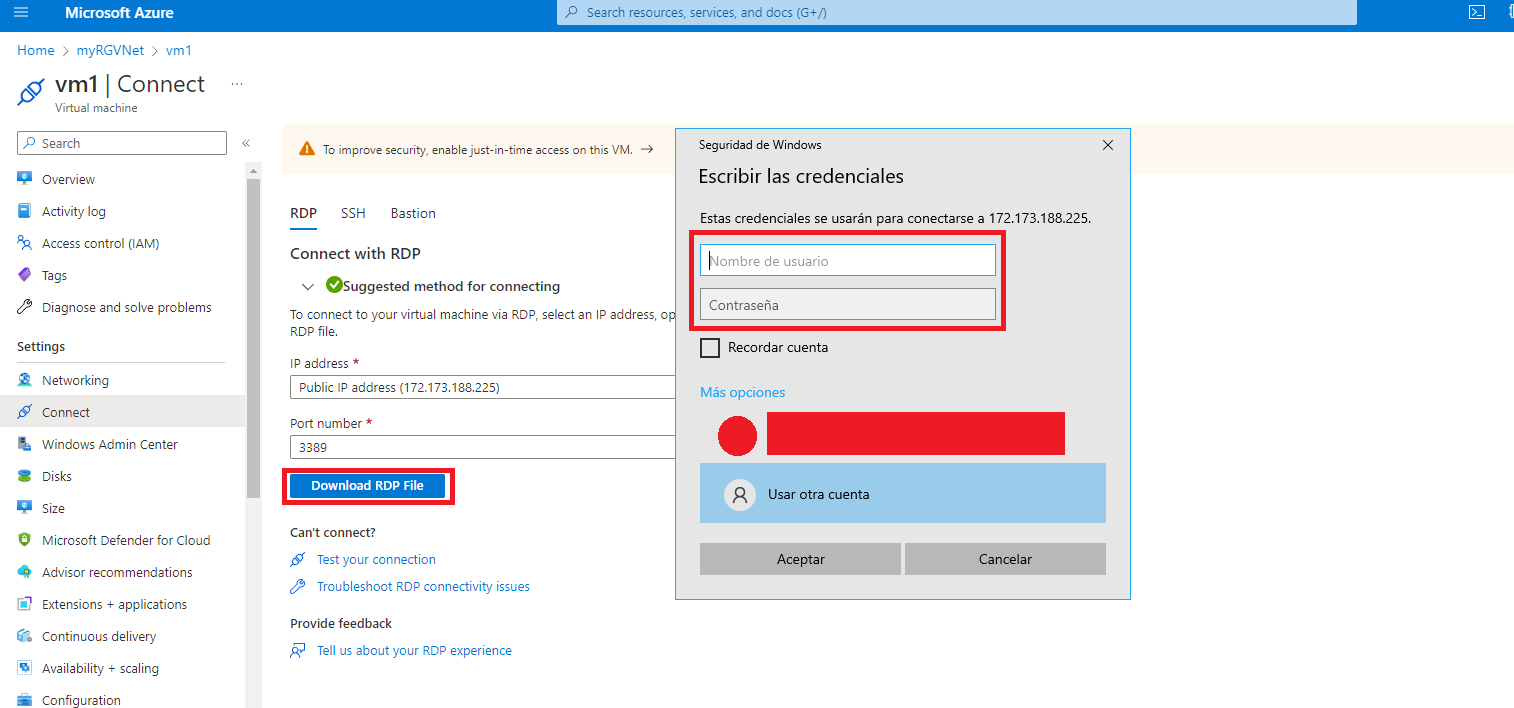 Microsoft Azure
Search resources, services, and docs (G+/)
Home > myRGVNet > vm1
vm1 | Connect ...
Virtual machine
Search
«
Overview
Activity log
Access control (IAM)
Tags
Diagnose and solve problems
Settings
Networking
Connect
Windows Admin Center
Disks
Size
Microsoft Defender for Cloud
Advisor recommendations
Extensions + applications
Continuous delivery
Availability + scaling
Configuration
To improve security, enable just-in-time access on this VM. →
RDP SSH Bastion
Connect with RDP
Suggested method for connecting
To connect to your virtual machine via RDP, select an IP address, op
RDP file.
IP address *
Public IP address (172.173.188.225)
Port number *
3389
Download RDP File
Can't connect?
Test your connection
Troubleshoot RDP connectivity issues
Provide feedback
Tell us about your RDP experience
Seguridad de Windows
Escribir las credenciales
Estas credenciales se usarán para conectarse a 172.173.188.225.
Nombre de usuario
Contraseña
Recordar cuenta
Más opciones
Usar otra cuenta
Aceptar Cancelar